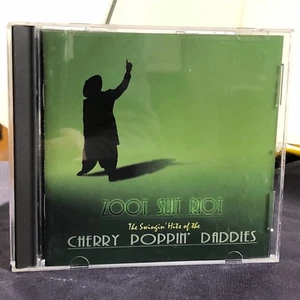 ZOOT SUIT RIOT
The Swingin' Hits of the
CHERRY POPPIN' DADDIES